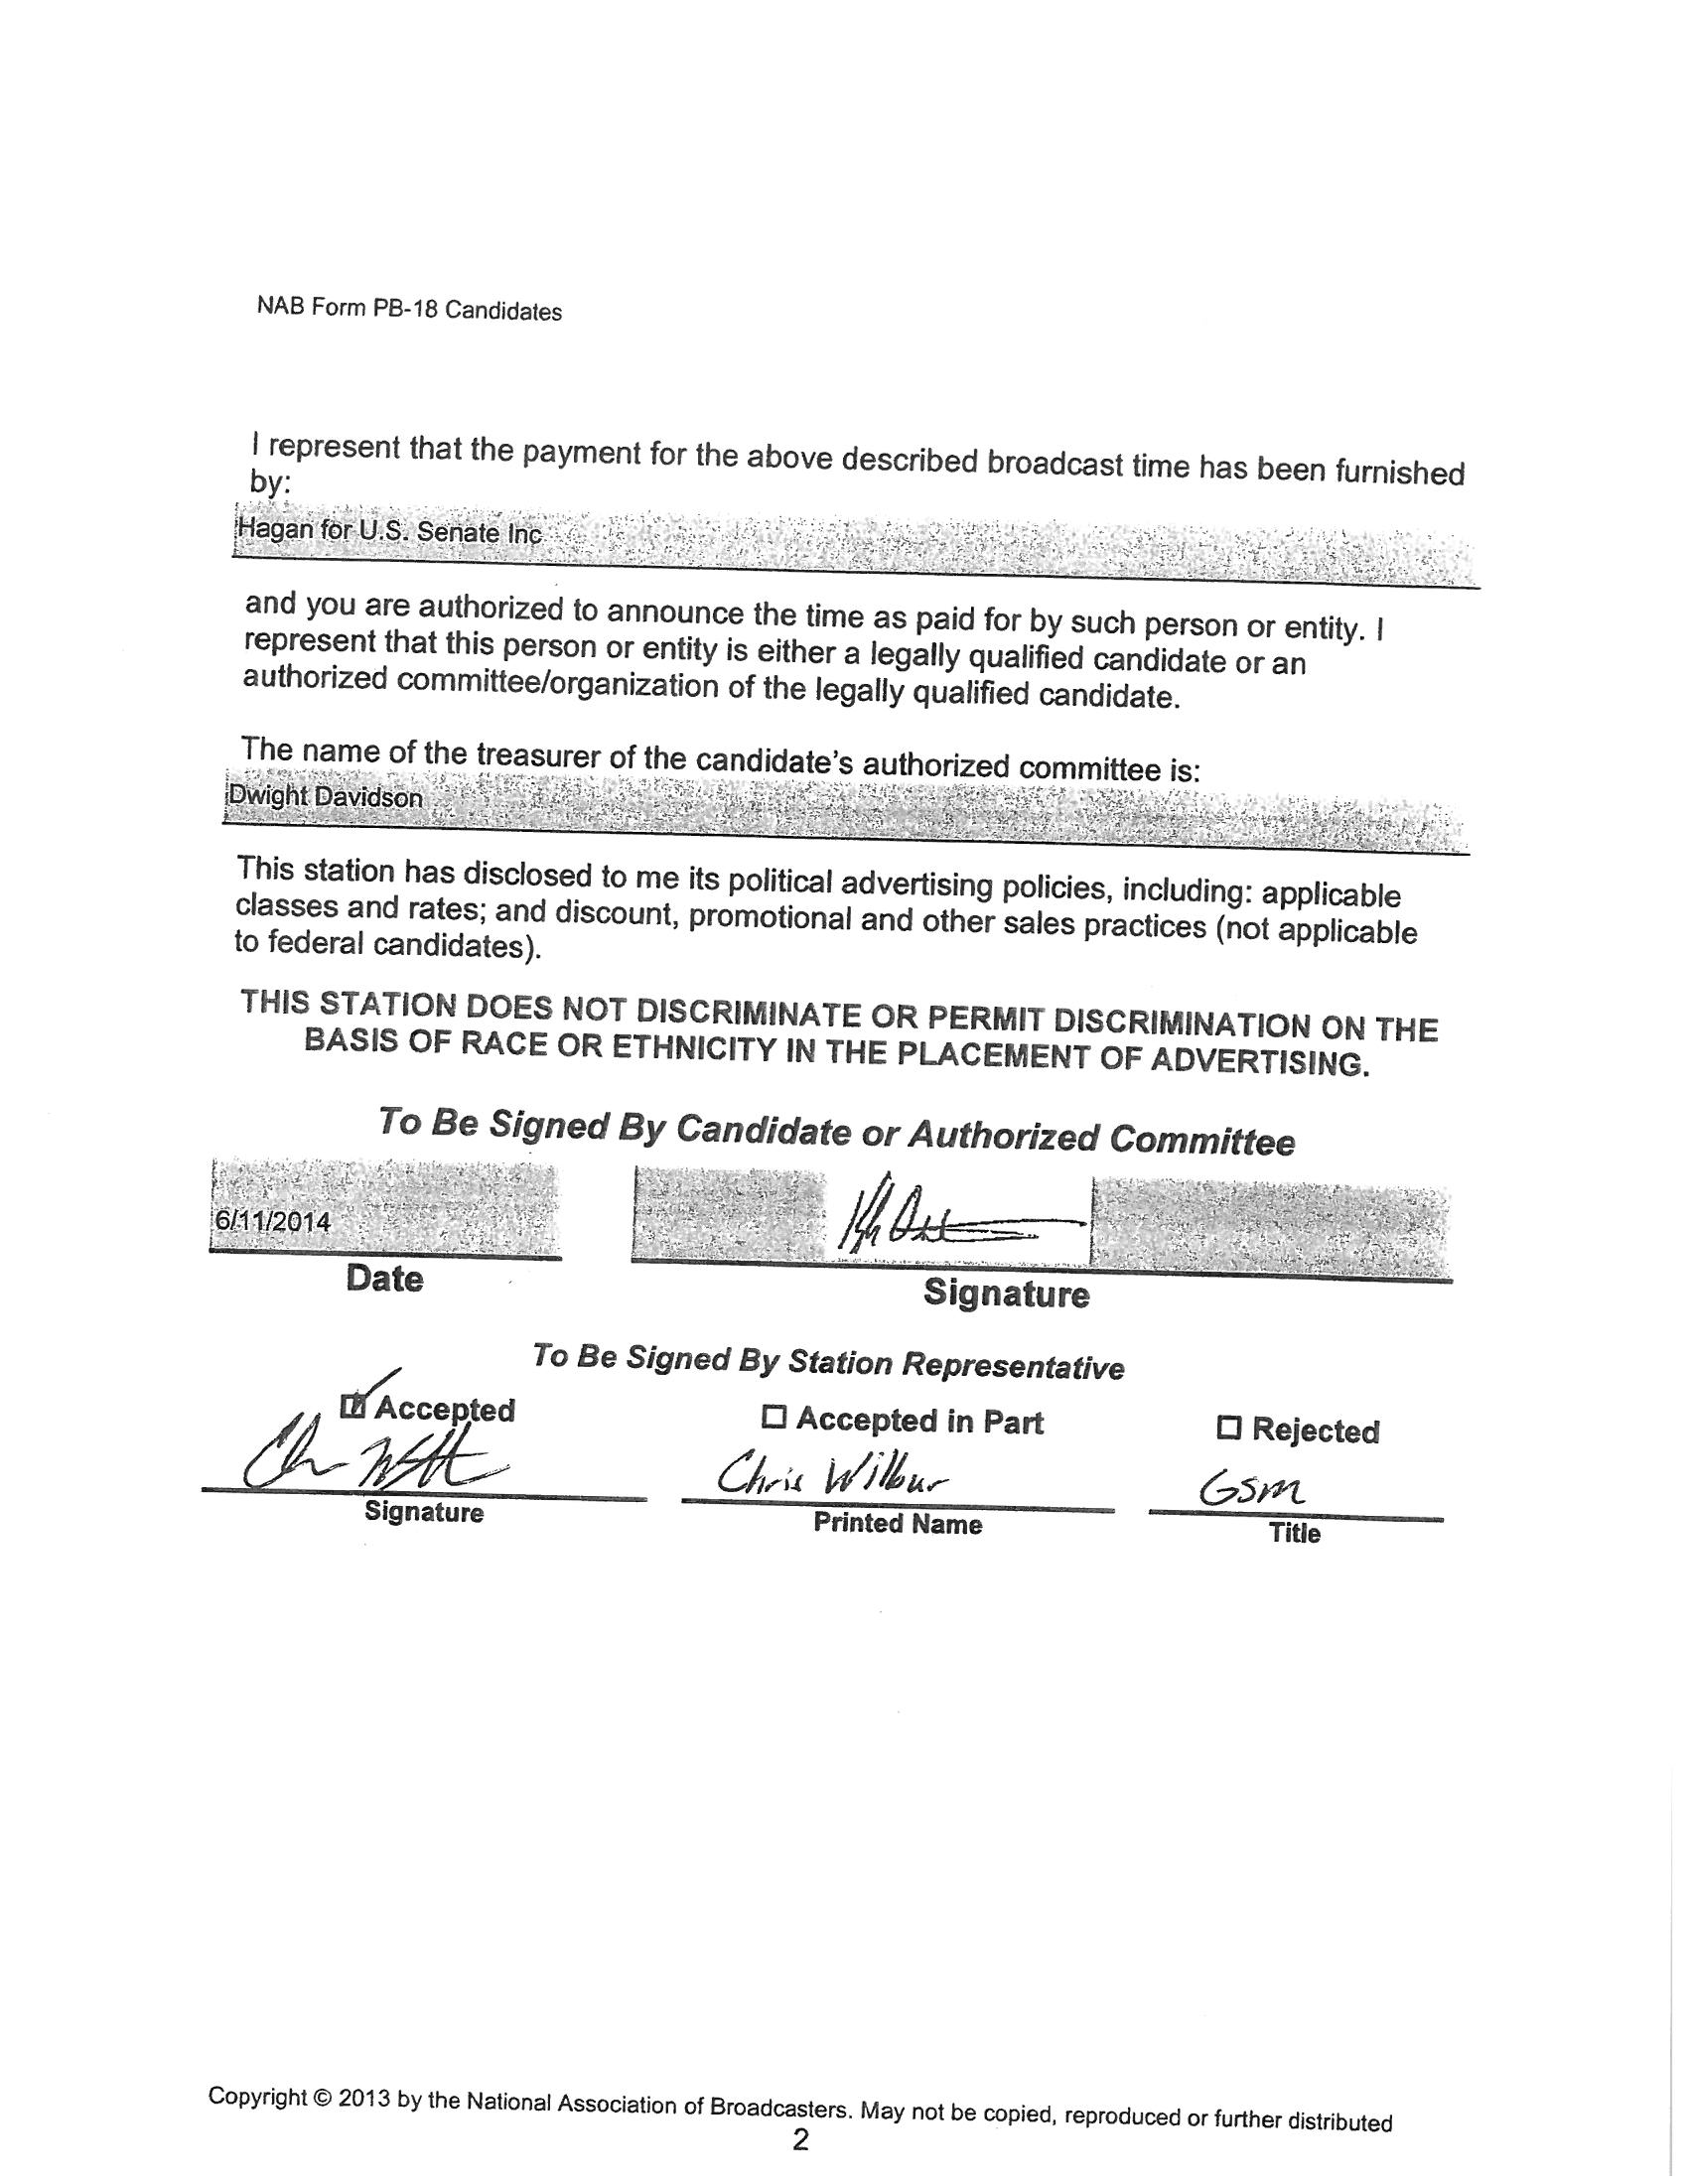 NAB Form PB-18 Candidates
I represent that the payment for the above described broadcast time has been furnished
by:
Hagan for U.S. Senate Inc
and you are authorized to announce the time as paid for by such person or entity. I
represent that this person or entity is either a legally qualified candidate or an
authorized committee/organization of the legally qualified candidate.
The name of the treasurer of the candidate's authorized committee is:
Dwight Davidson
This station has disclosed to me its political advertising policies, including: applicable
classes and rates; and discount, promotional and other sales practices (not applicable
to federal candidates).
THIS STATION DOES NOT DISCRIMINATE OR PERMIT DISCRIMINATION ON THE
BASIS OF RACE OR ETHNICITY IN THE PLACEMENT OF ADVERTISING.
To Be Signed By Candidate or Authorized Committee
6/11/2014
Date Signature
To Be Signed By Station Representative
Accepted Accepted in Part Rejected
Chris Wilbur GSM
Signature Printed Name Title
Copyright © 2013 by the National Association of Broadcasters. May not be copied, reproduced or further distributed
2